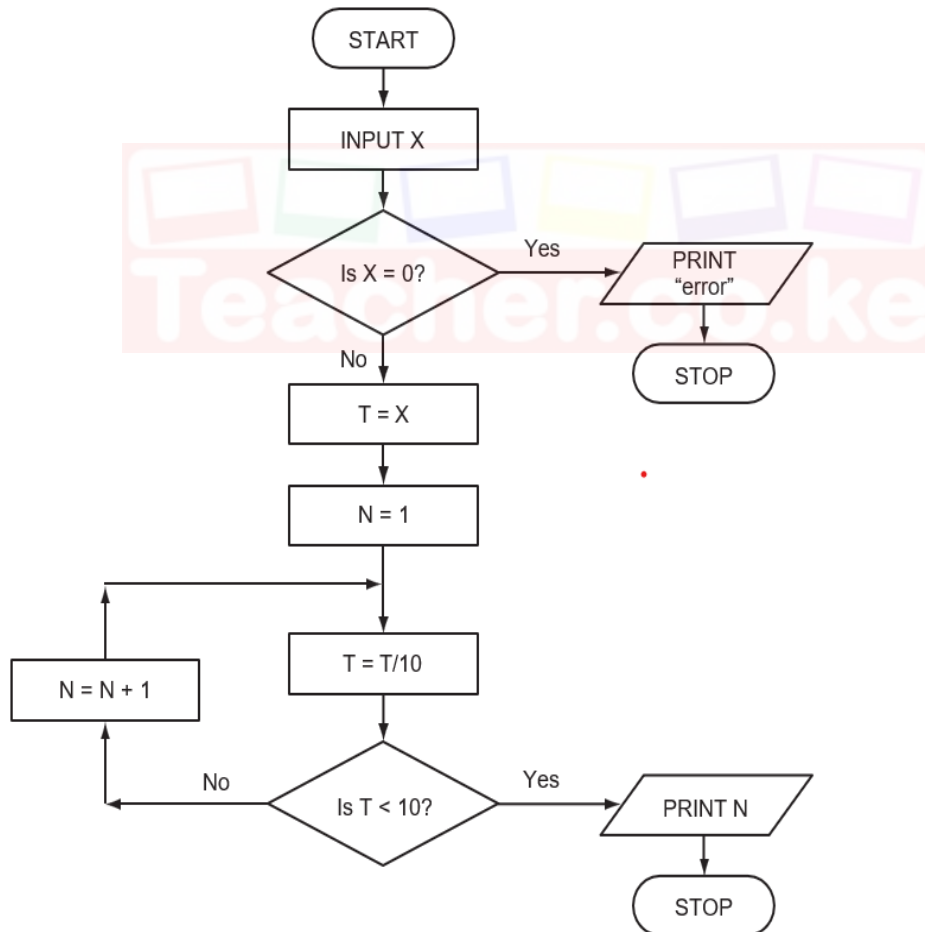 START
INPUT X
Is X = 0?
Yes
PRINT
“error”
No
STOP
T = X
N = 1
T = T/10
N = N + 1
No
Is T < 10?
Yes
PRINT N
STOP
Teacher.co.ke